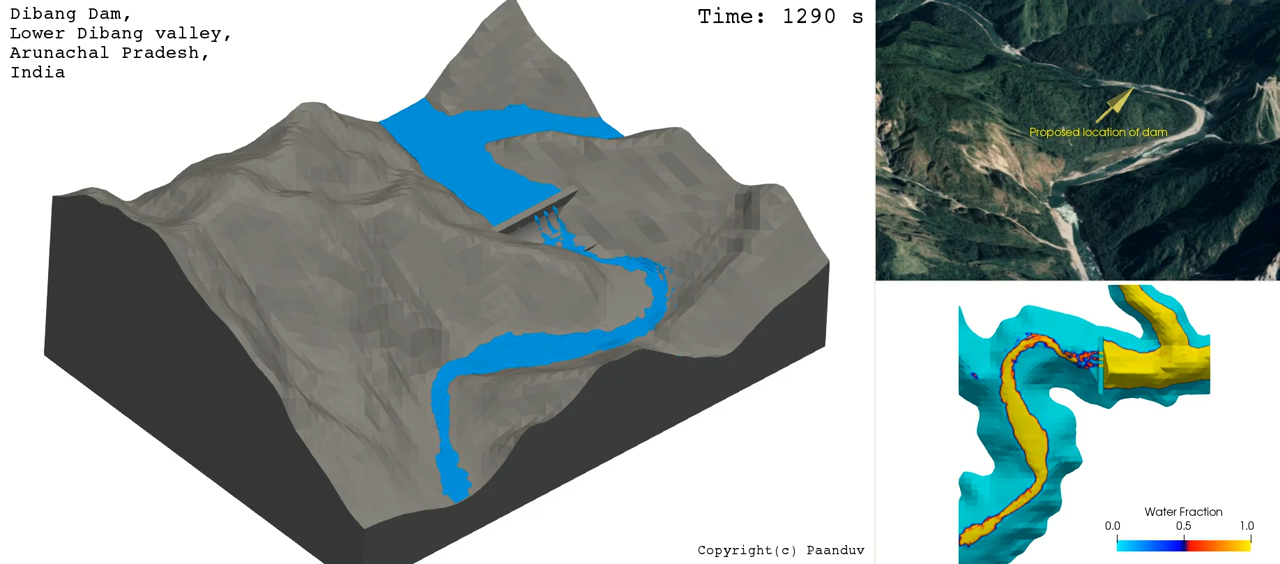 Dibang Dam,
Lower Dibang valley,
Arunachal Pradesh,
India
Time: 1290 s
Proposed location of dam
Water Fraction
0.0 0.5 1.0
Copyright(c) Paanduv